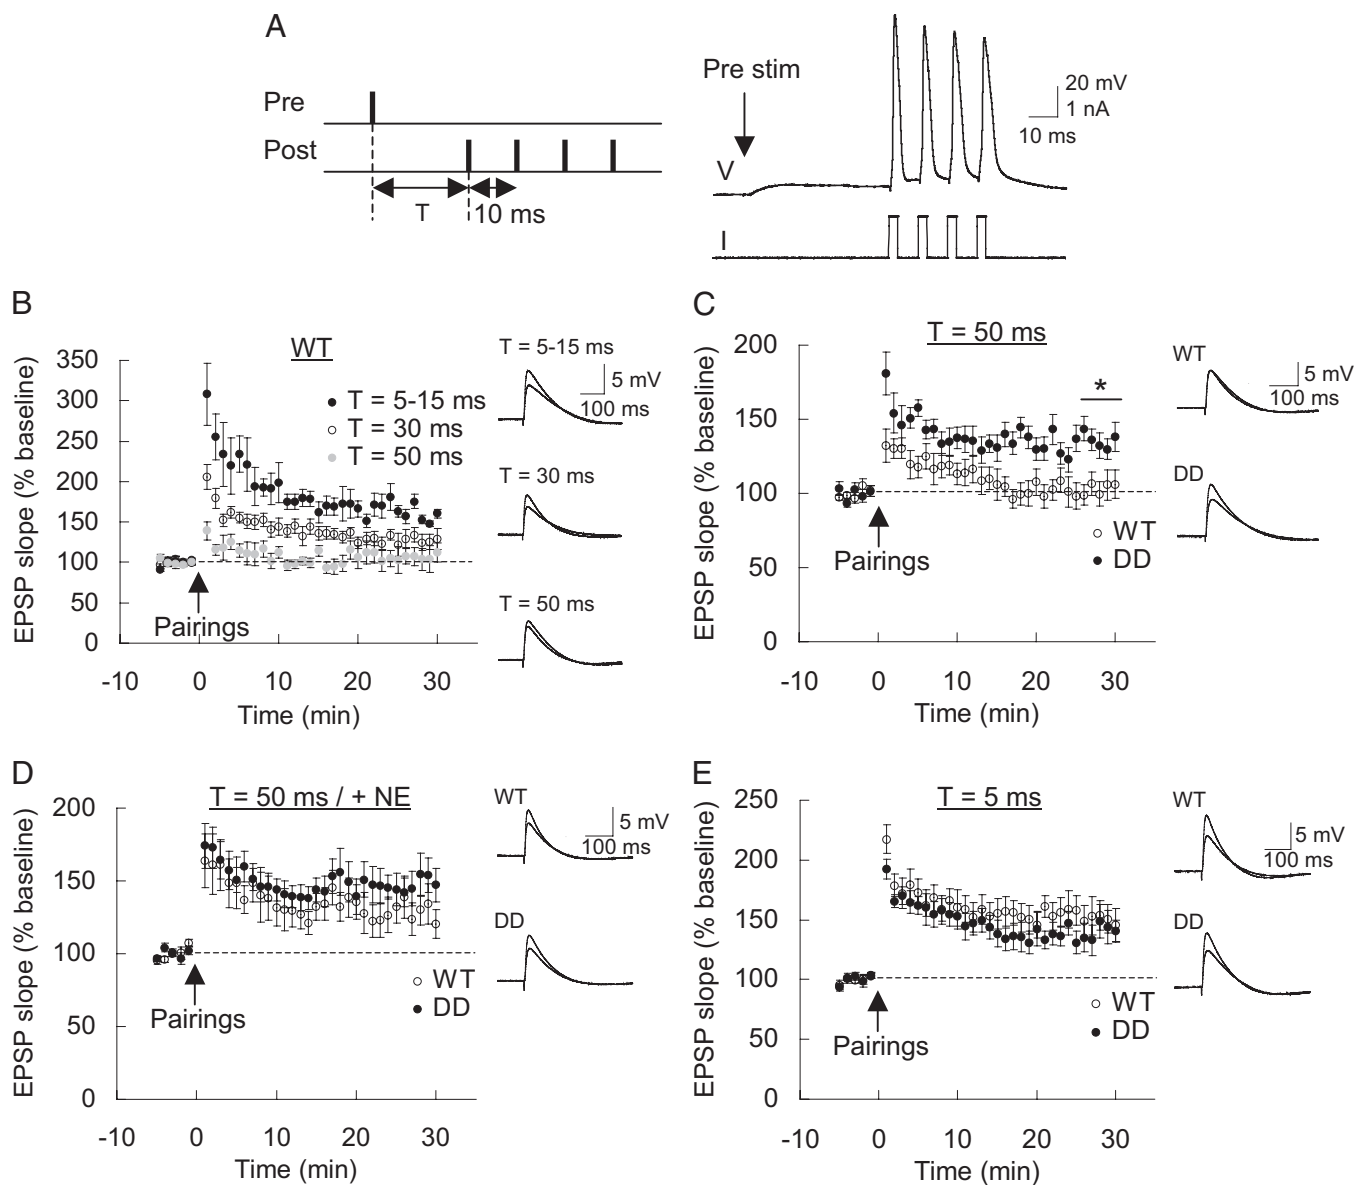 A
Pre
Post
T
10 ms
Pre stim
V
I
20 mV
1 nA
10 ms
B
WT
EPSP slope (% baseline)
350
300
250
200
150
100
50
0
T = 5-15 ms
T = 30 ms
T = 50 ms
Pairings
-10
0
10
20
30
Time (min)
T = 5-15 ms
5 mV
100 ms
T = 30 ms
T = 50 ms
C
T = 50 ms
EPSP slope (% baseline)
200
150
100
50
0
*
Pairings
WT
DD
-10
0
10
20
30
Time (min)
WT
5 mV
100 ms
DD
D
T = 50 ms / + NE
EPSP slope (% baseline)
200
150
100
50
0
Pairings
WT
DD
-10
0
10
20
30
Time (min)
WT
5 mV
100 ms
DD
E
T = 5 ms
EPSP slope (% baseline)
250
200
150
100
50
0
Pairings
WT
DD
-10
0
10
20
30
Time (min)
WT
5 mV
100 ms
DD